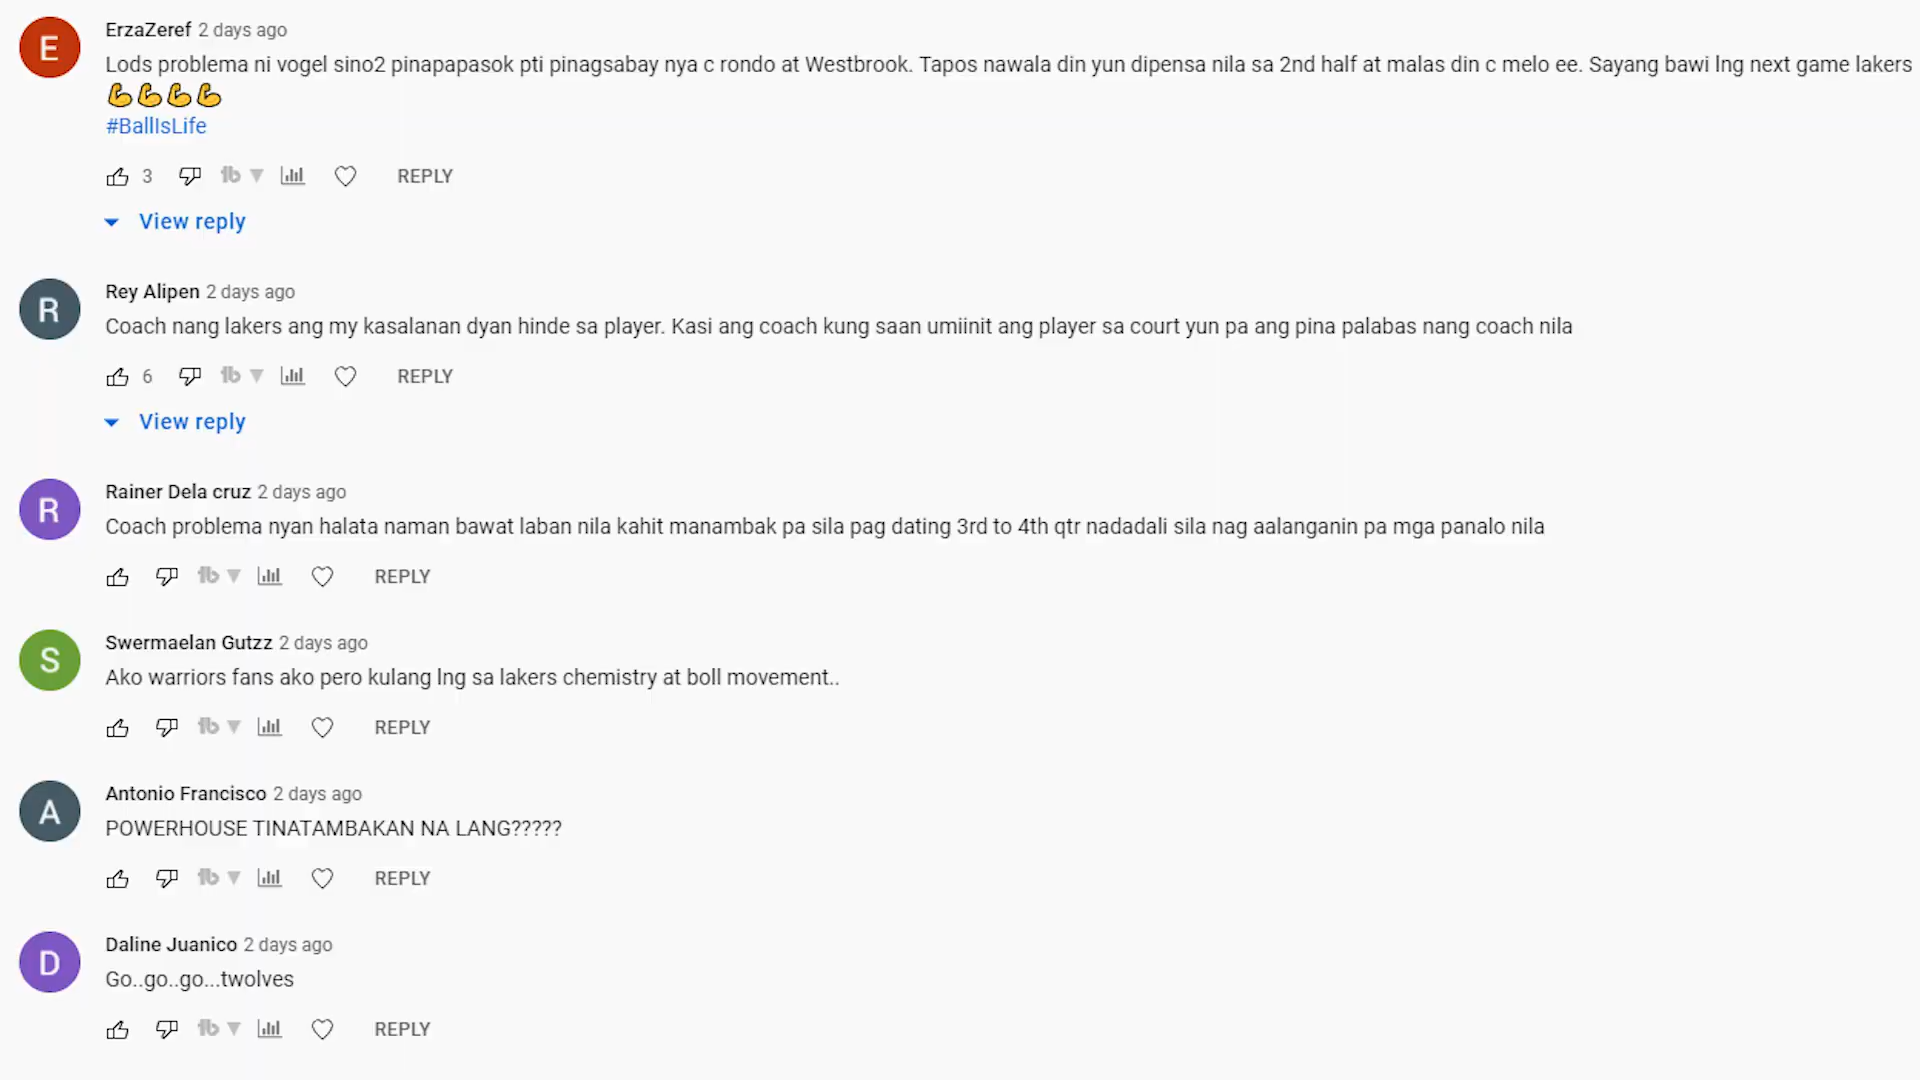 E
ErzaZeref 2 days ago
Lods problema ni vogel sino2 pinapapasok pti pinagsabay nya c rondo at Westbrook. Tapos nawala din yun dipensa nila sa 2nd half at malas din c melo ee. Sayang bawi lng next game lakers
💪💪💪💪
#BallIsLife
3 REPLY
View reply
R
Rey Alipen 2 days ago
Coach nang lakers ang my kasalanan dyan hinde sa player. Kasi ang coach kung saan umiinit ang player sa court yun pa ang pina palabas nang coach nila
6 REPLY
View reply
R
Rainer Dela cruz 2 days ago
Coach problema nyan halata naman bawat laban nila kahit manambak pa sila pag dating 3rd to 4th qtr nadadali sila nag aalanganin pa mga panalo nila
REPLY
S
Swermaelan Gutzz 2 days ago
Ako warriors fans ako pero kulang lng sa lakers chemistry at boll movement..
REPLY
A
Antonio Francisco 2 days ago
POWERHOUSE TINATAMBAKAN NA LANG?????
REPLY
D
Daline Juanico 2 days ago
Go..go..go...twolves
REPLY